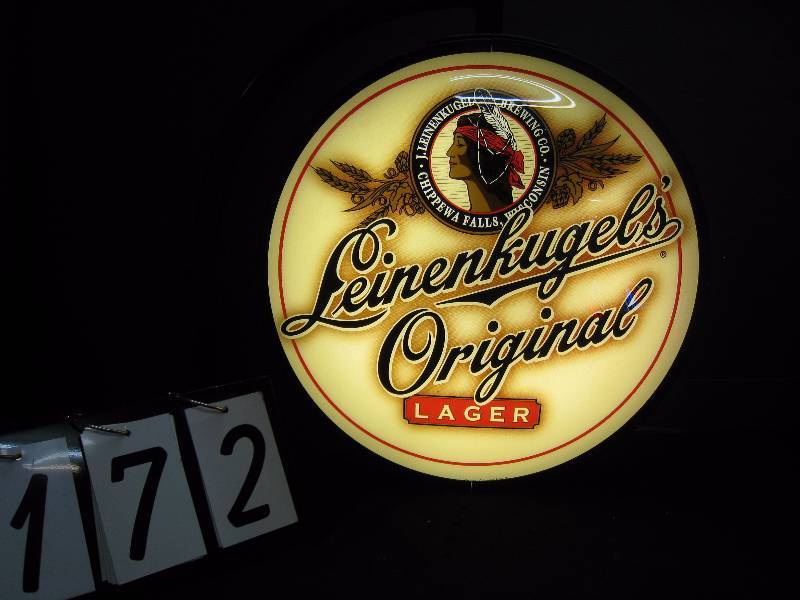 J. LEINENKUGEL BREWING CO.
CHIPPEWA FALLS, WISCONSIN
Leinenkugel's®
Original
LAGER
172